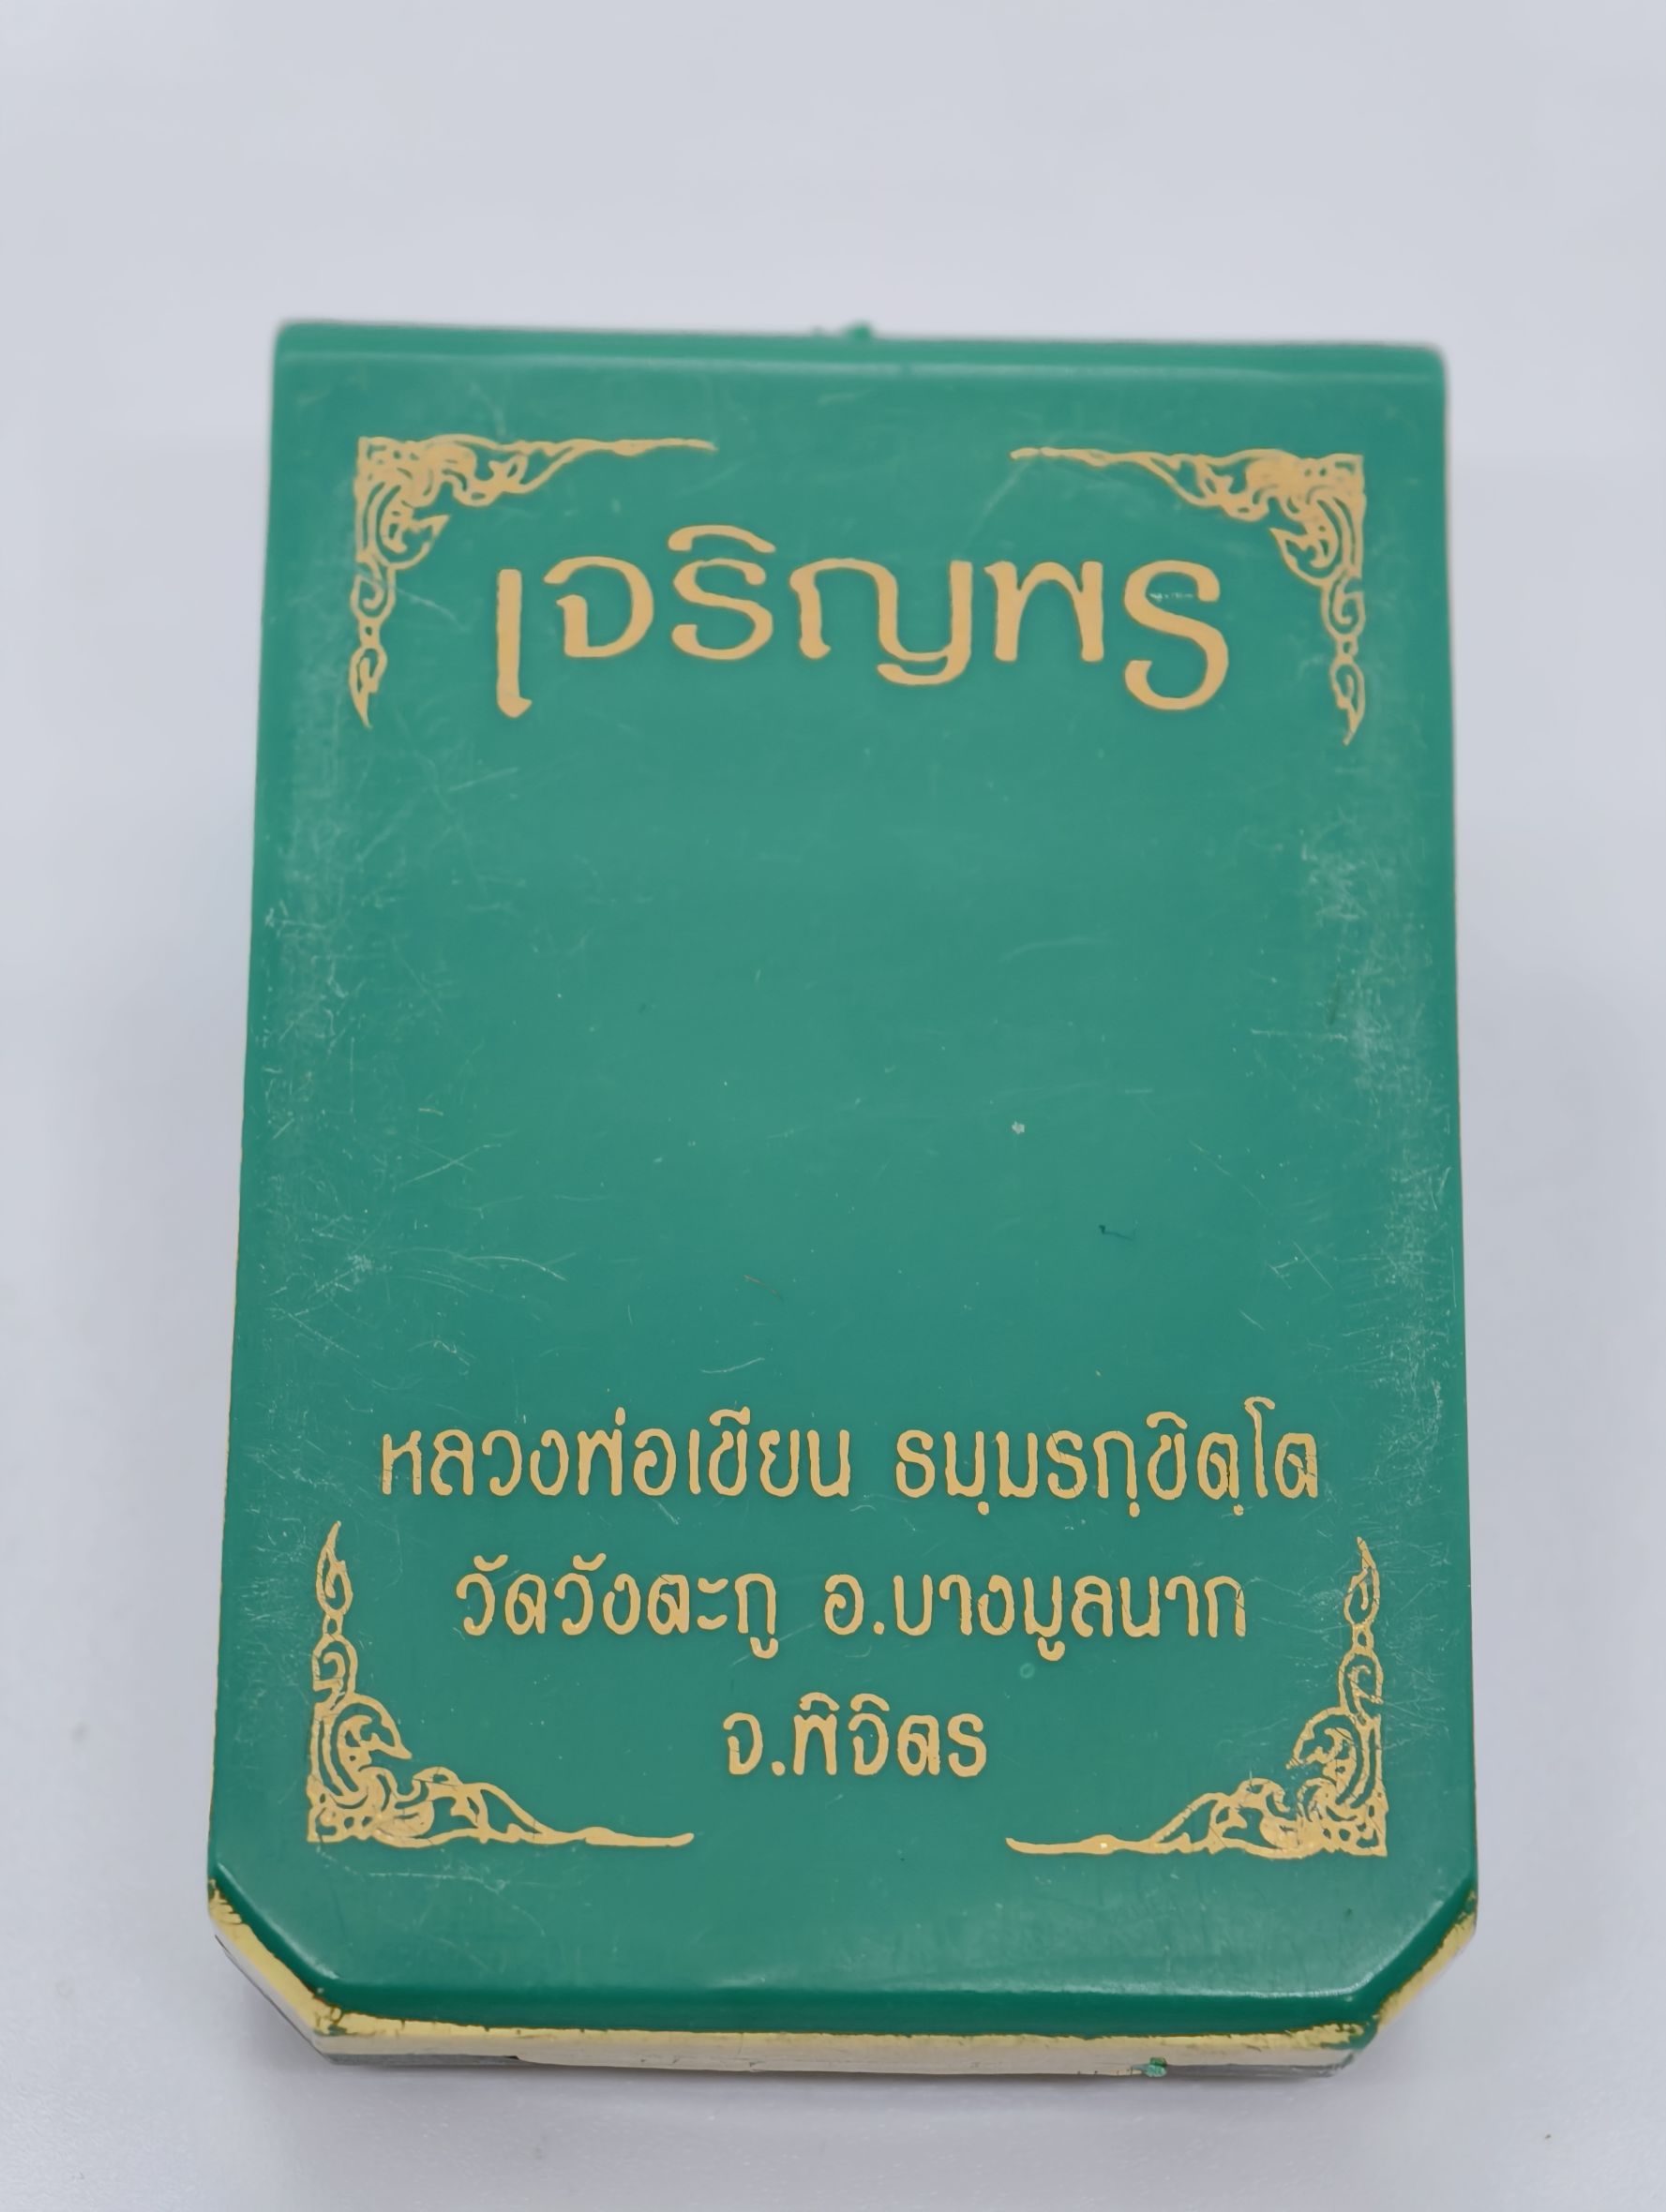 เจริญพร
หลวงพ่อเขียน ธมฺมรกฺขิตฺโต
วัดวังตะกู อ.บางมูลนาก
จ.พิจิตร